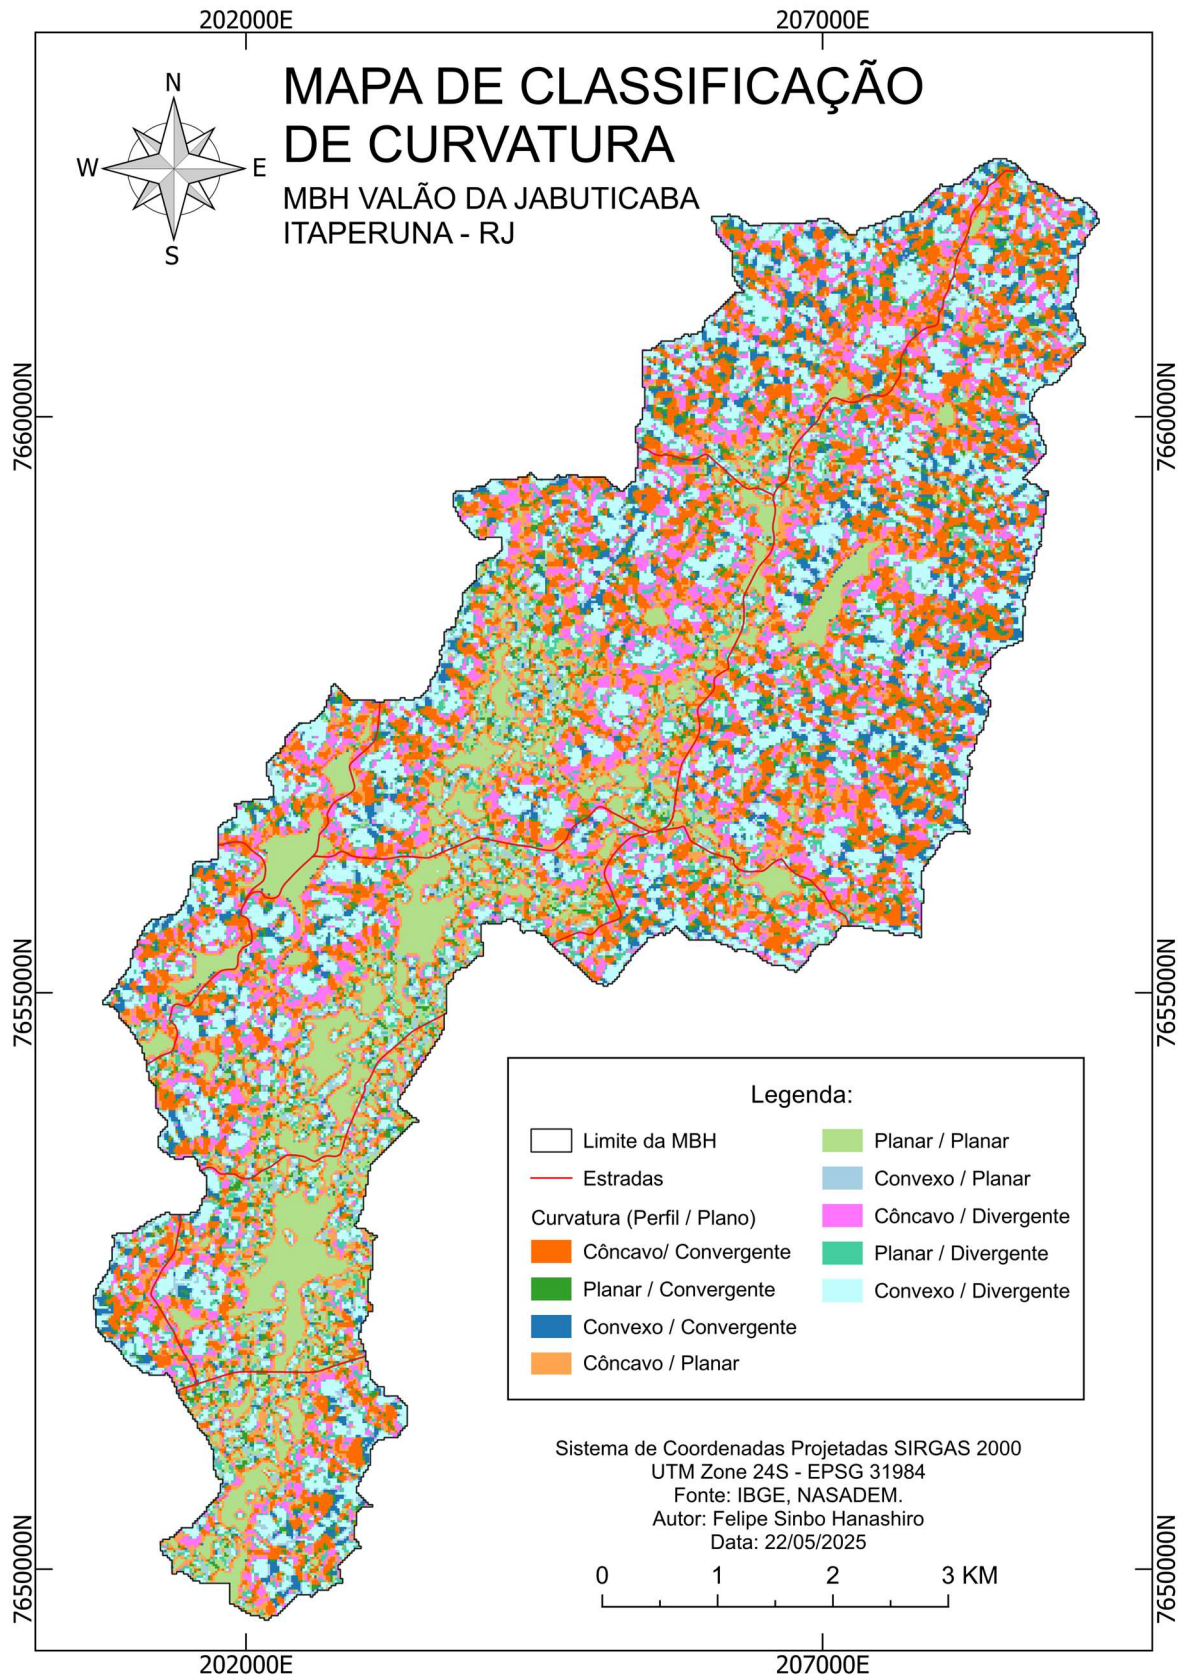 202000E
207000E
MAPA DE CLASSIFICAÇÃO
DE CURVATURA
MBH VALÃO DA JABUTICABA
ITAPERUNA - RJ
N
W
E
S
7660000N
7660000N
7655000N
7655000N
Legenda:
Limite da MBH
Estradas
Curvatura (Perfil / Plano)
Côncavo/ Convergente
Planar / Convergente
Convexo / Convergente
Côncavo / Planar
Planar / Planar
Convexo / Planar
Côncavo / Divergente
Planar / Divergente
Convexo / Divergente
Sistema de Coordenadas Projetadas SIRGAS 2000
UTM Zone 24S - EPSG 31984
Fonte: IBGE, NASADEM.
Autor: Felipe Sinbo Hanashiro
Data: 22/05/2025
0 1 2 3 KM
7650000N
7650000N
202000E
207000E